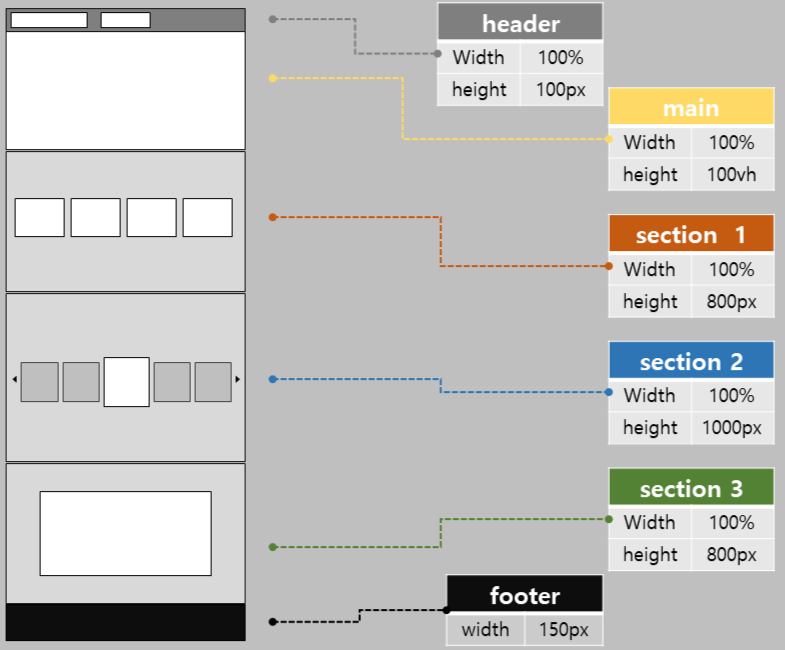 header
Width 100%
height 100px
main
Width 100%
height 100vh
section 1
Width 100%
height 800px
section 2
Width 100%
height 1000px
section 3
Width 100%
height 800px
footer
width 150px